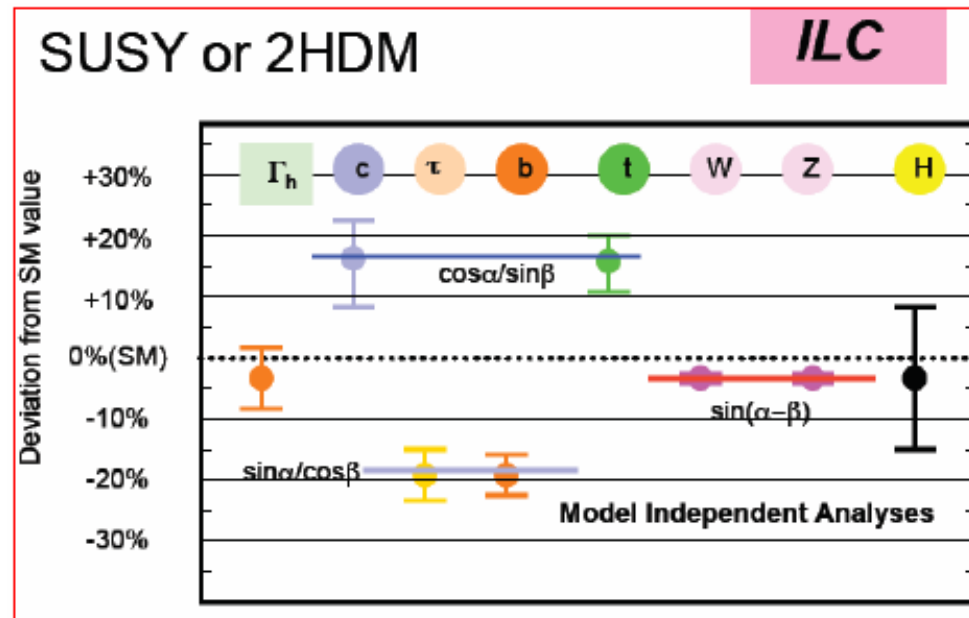 SUSY or 2HDM
ILC
Deviation from SM value
+30%
+20%
+10%
0%(SM)
-10%
-20%
-30%
Γh
c
τ
b
t
W
Z
H
cosα/sinβ
sin(α−β)
sinα/cosβ
Model Independent Analyses